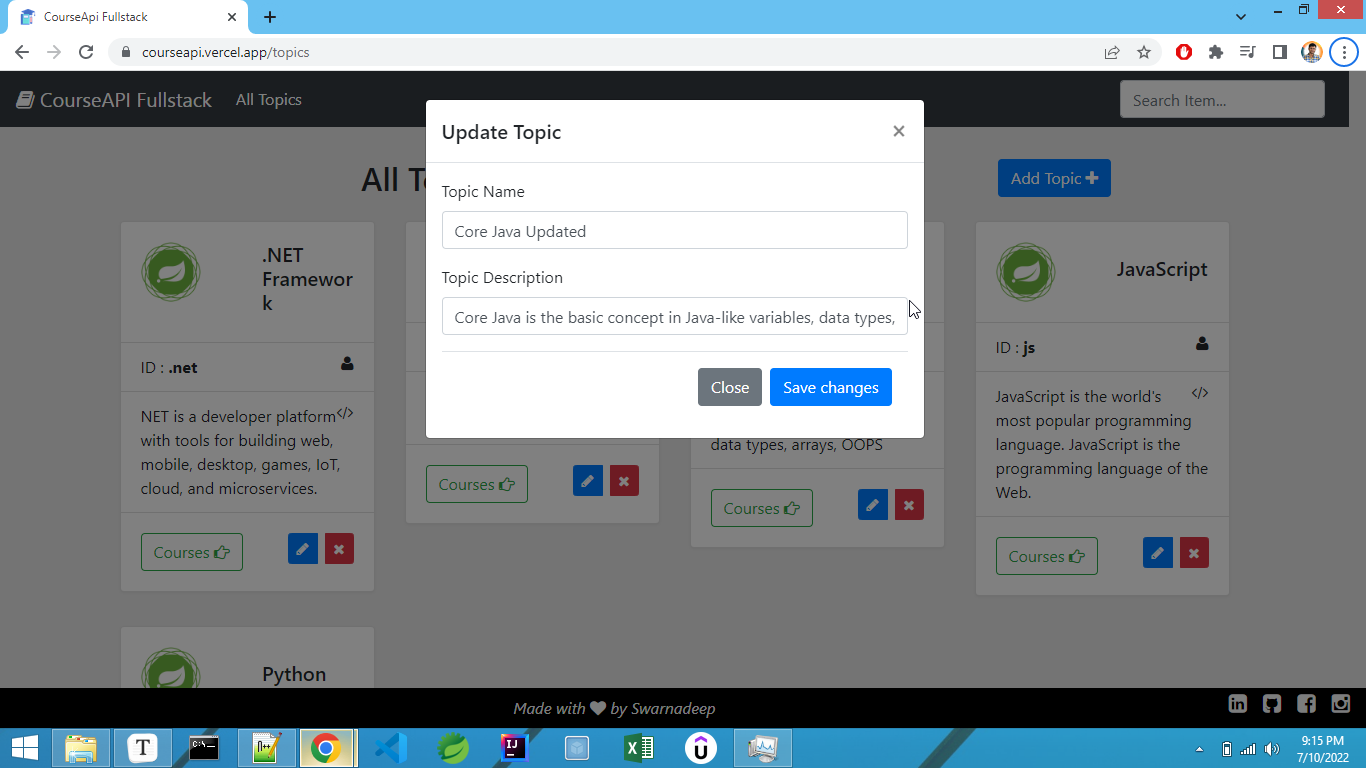 CourseApi Fullstack
courseapi.vercel.app/topics
CourseAPI Fullstack
All Topics
Search Item...
Update Topic
×
Topic Name
Core Java Updated
Topic Description
Core Java is the basic concept in Java-like variables, data types,
Close
Save changes
All T
Add Topic
.NET
Framewor
k
ID : .net
NET is a developer platform
with tools for building web,
mobile, desktop, games, IoT,
cloud, and microservices.
Courses
Courses
data types, arrays, OOPS
Courses
JavaScript
ID : js
JavaScript is the world's
most popular programming
language. JavaScript is the
programming language of the
Web.
Courses
Python
Made with by Swarnadeep
9:15 PM
7/10/2022